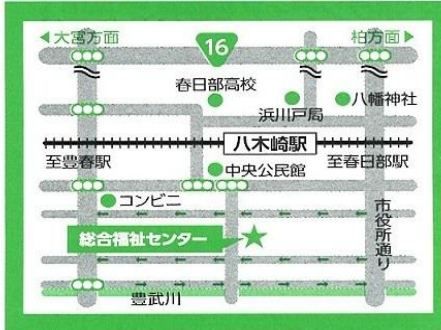 ◀大宮方面
16
柏方面▶
春日部高校
浜川戸局
八幡神社
八木崎駅
至豊春駅
至春日部駅
中央公民館
コンビニ
市役所通り
総合福祉センター
豊武川